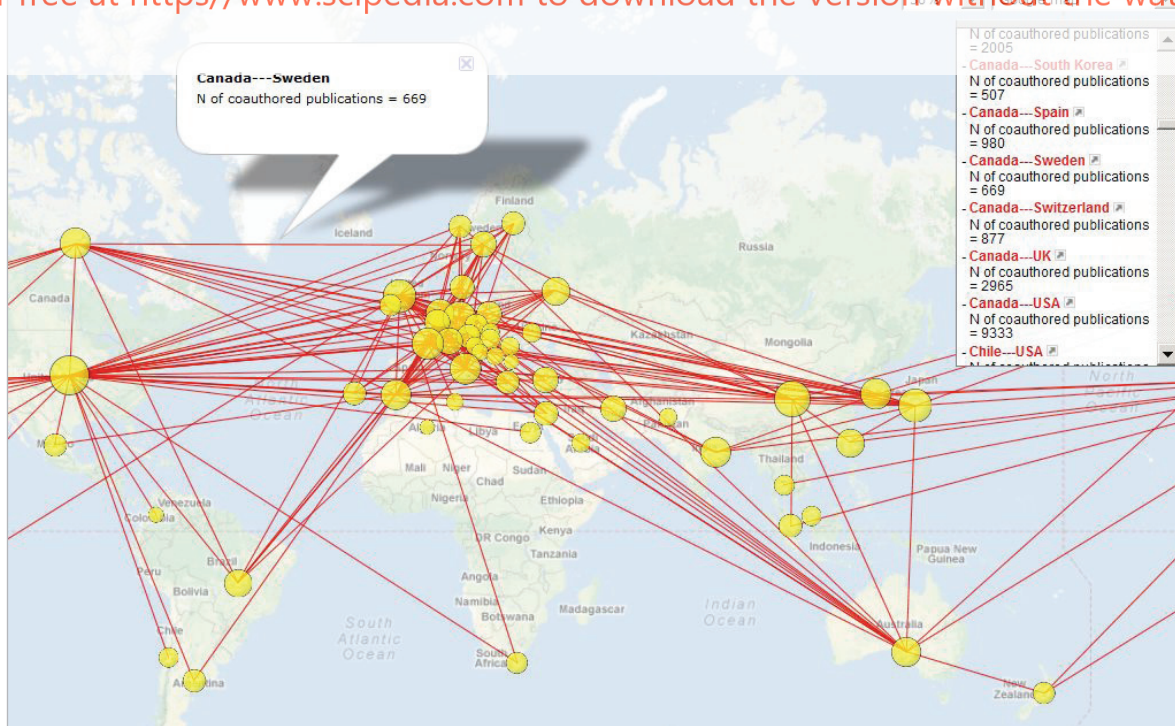 free at https//www.scipedia.com to download the version without the
Canada---Sweden
N of coauthored publications = 669
N of coauthored publications
= 2005
- Canada---South Korea
N of coauthored publications
= 507
- Canada---Spain
N of coauthored publications
= 980
- Canada---Sweden
N of coauthored publications
= 669
- Canada---Switzerland
N of coauthored publications
= 877
- Canada---UK
N of coauthored publications
= 2965
- Canada---USA
N of coauthored publications
= 9333
- Chile---USA
Finland
Iceland
Russia
Canada
Kazakhstan
Mongolia
Japan
North
Pacific
Ocean
North
Atlantic
Ocean
Afghanistan
Pakistan
Libya
Mali
Niger
Chad
Sudan
Thailand
Nigeria
Ethiopia
Venezuela
DR Congo
Kenya
Tanzania
Indonesia
Papua New
Guinea
Peru
Brazil
Bolivia
Angola
Namibia
Botswana
Madagascar
Indian
Ocean
Australia
South
Atlantic
Ocean
Chile
South
Africa
New
Zealand